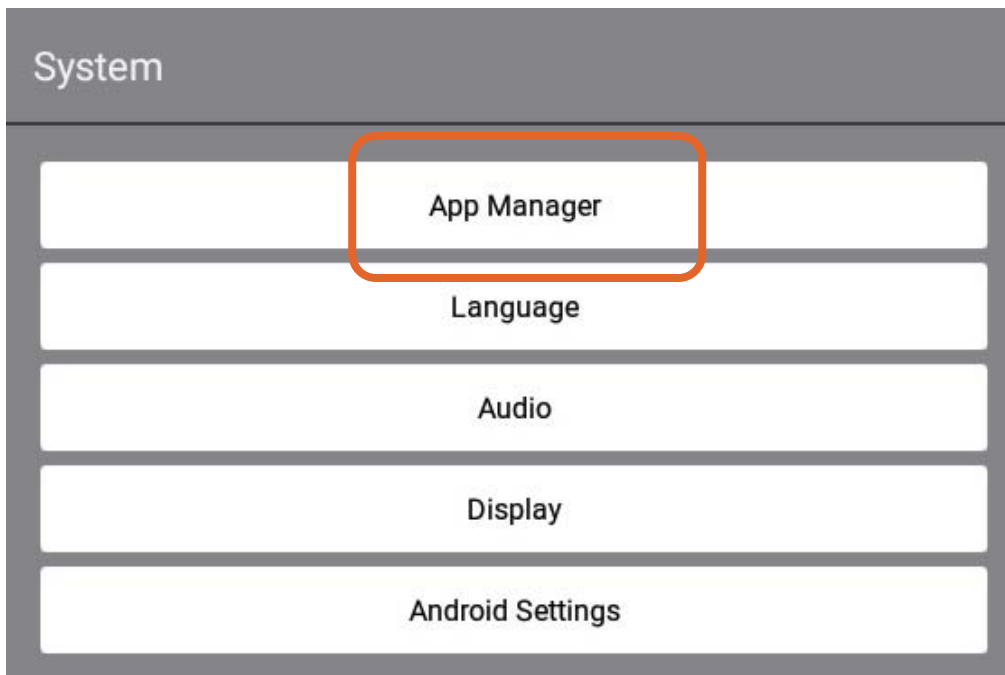 System
App Manager
Language
Audio
Display
Android Settings